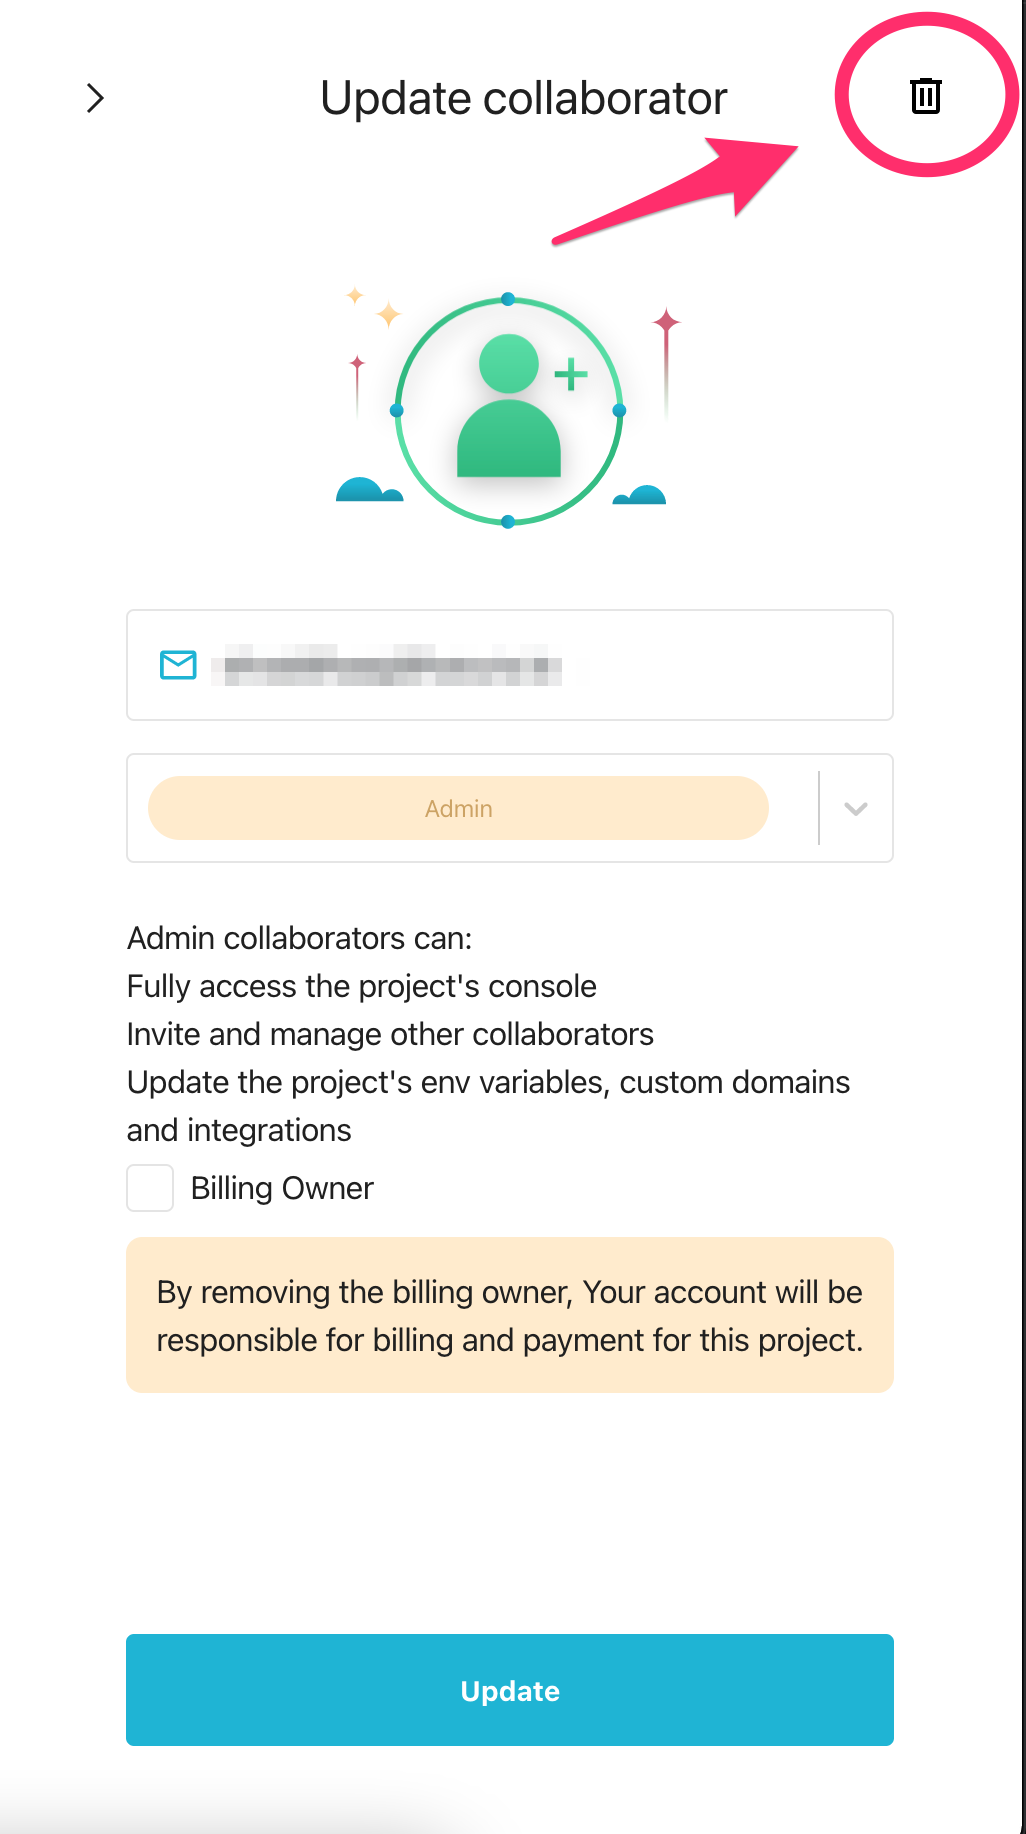 Update collaborator
Admin
Admin collaborators can:
Fully access the project's console
Invite and manage other collaborators
Update the project's env variables, custom domains
and integrations
Billing Owner
By removing the billing owner, Your account will be
responsible for billing and payment for this project.
Update